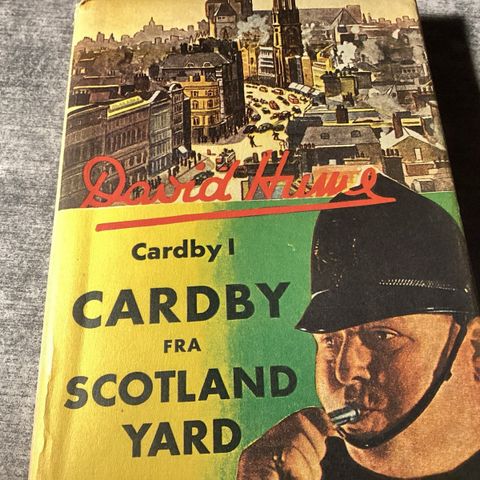 David Hume
Cardby I
CARDBY
FRA
SCOTLAND
YARD